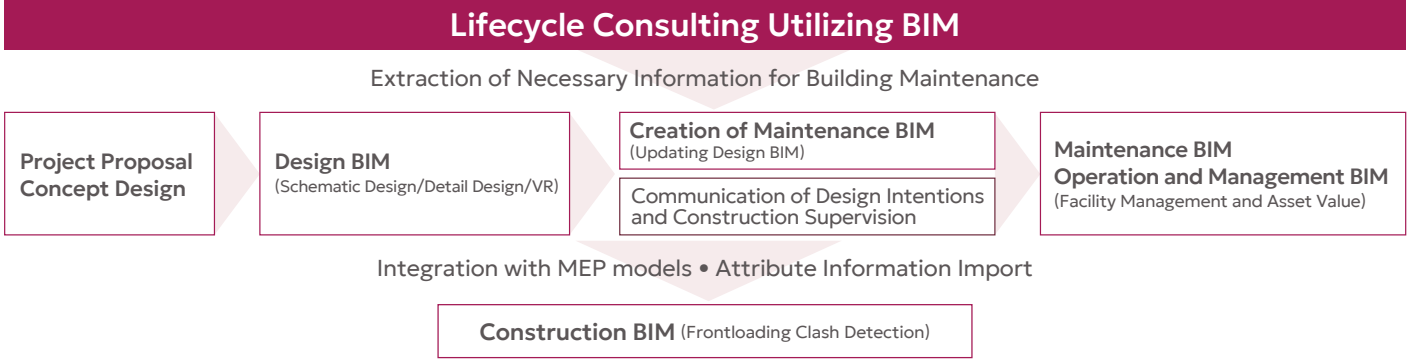 Lifecycle Consulting Utilizing BIM
Extraction of Necessary Information for Building Maintenance
Project Proposal
Concept Design
Design BIM
(Schematic Design/Detail Design/VR)
Creation of Maintenance BIM
(Updating Design BIM)
Communication of Design Intentions
and Construction Supervision
Maintenance BIM
Operation and Management BIM
(Facility Management and Asset Value)
Integration with MEP models • Attribute Information Import
Construction BIM (Frontloading Clash Detection)